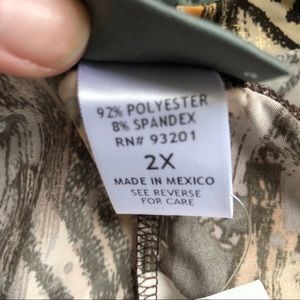 92% POLYESTER
8% SPANDEX
RN# 93201
2X
MADE IN MEXICO
SEE REVERSE
FOR CARE